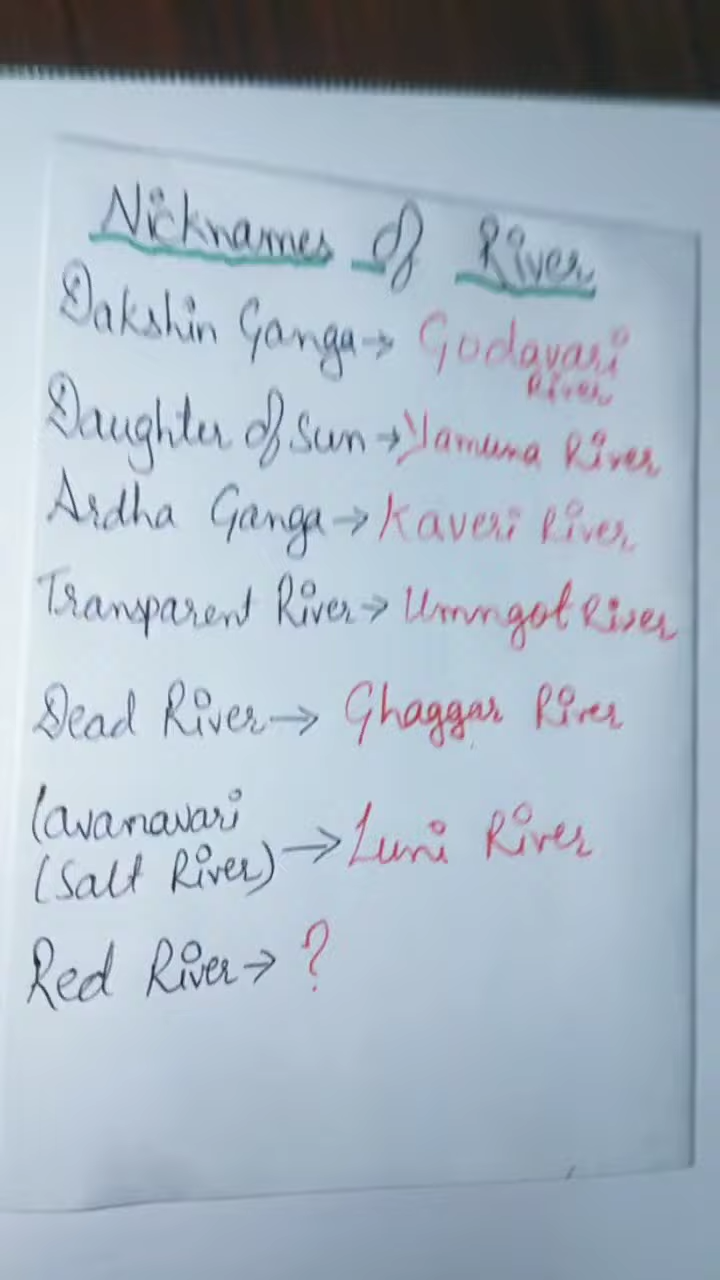 Nicknames of River
Dakshin Ganga → Godavari
River
Daughter of Sun → Yamuna River
Ardha Ganga → Kaveri River
Transparent River → Umngot River
Dead River → Ghaggar River
Lavanavari
(Salt River) → Luni River
Red River → ?